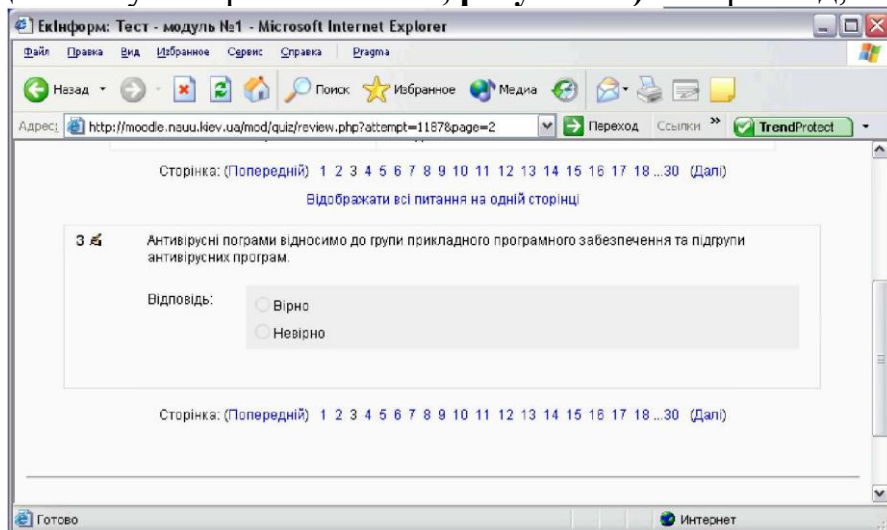 ЕкІнформ: Тест - модуль №1 - Microsoft Internet Explorer
Файл Правка Вид Избранное Сервис Справка Pragma
Назад Поиск Избранное Медиа
Адрес: http://moodle.nauu.kiev.ua/mod/quiz/review.php?attempt=1187&page=2 Переход Ссылки » TrendProtect
Сторінка: (Попередній) 1 2 3 4 5 6 7 8 9 10 11 12 13 14 15 16 17 18 ...30 (Далі)
Відображати всі питання на одній сторінці
3 Антивірусні пограми відносимо до групи прикладного програмного забезпечення та підгрупи
антивірусних програм.
Відповідь:
Вірно
Невірно
Сторінка: (Попередній) 1 2 3 4 5 6 7 8 9 10 11 12 13 14 15 16 17 18 ...30 (Далі)
Готово Интернет